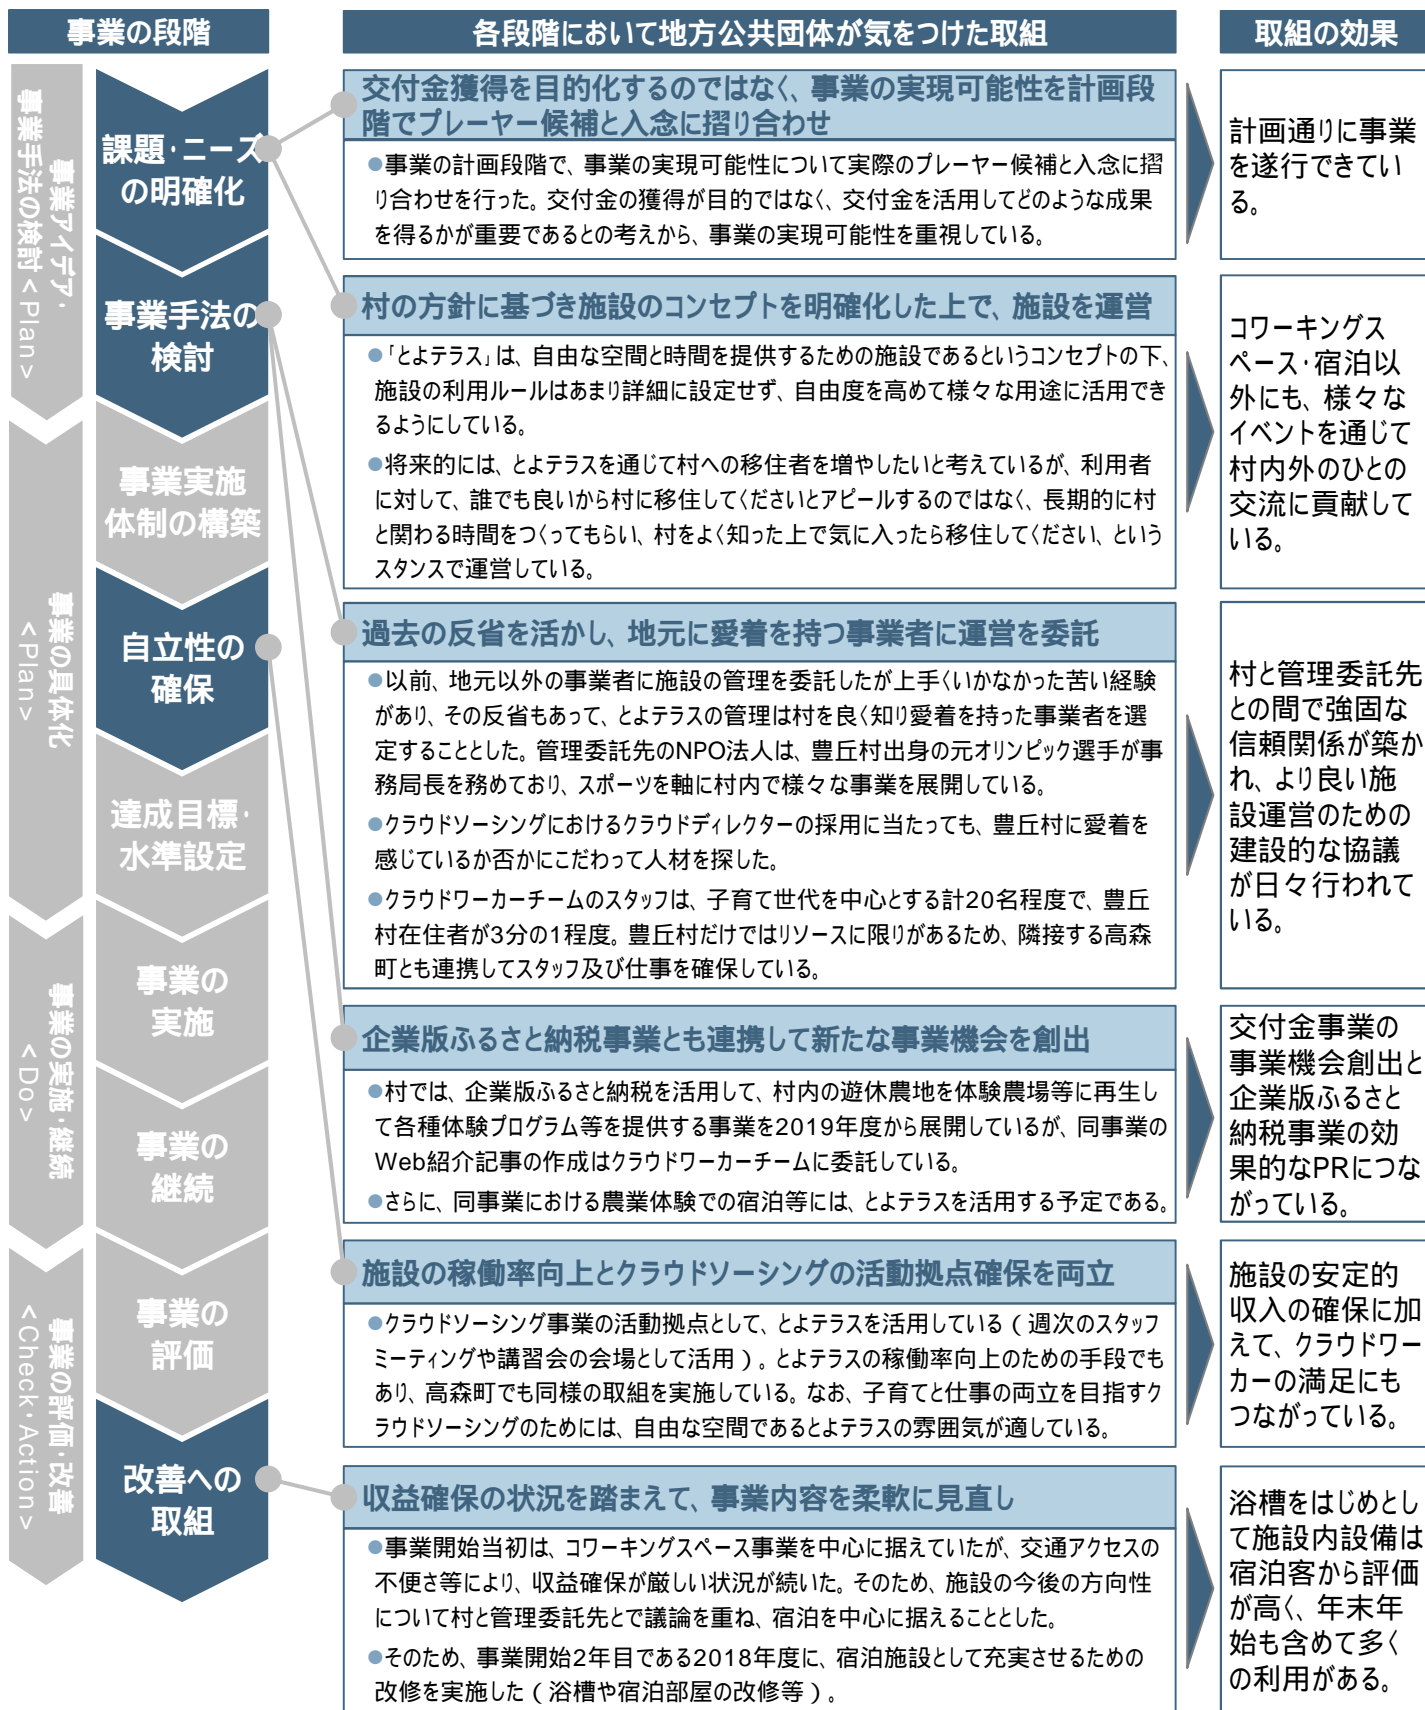 事業の段階
各段階において地方公共団体が気をつけた取組
取組の効果
事業アイデア・
事業手法の検討<Plan>
事業の具体化
<Plan>
事業の実施・継続
<Do>
事業の評価・改善
<Check・Action>
課題・ニーズ
の明確化
事業手法の
検討
事業実施
体制の構築
自立性の
確保
達成目標・
水準設定
事業の
実施
事業の
継続
事業の
評価
改善への
取組
交付金獲得を目的化するのではなく、事業の実現可能性を計画段
階でプレーヤー候補と入念に摺り合わせ
●事業の計画段階で、事業の実現可能性について実際のプレーヤー候補と入念に摺
り合わせを行った。交付金の獲得が目的ではなく、交付金を活用してどのような成果
を得るかが重要であるとの考えから、事業の実現可能性を重視している。
計画通りに事業
を遂行できてい
る。
村の方針に基づき施設のコンセプトを明確化した上で、施設を運営
●「とよテラス」は、自由な空間と時間を提供するための施設であるというコンセプトの下、
施設の利用ルールはあまり詳細に設定せず、自由度を高めて様々な用途に活用でき
るようにしている。
●将来的には、とよテラスを通じて村への移住者を増やしたいと考えているが、利用者
に対して、誰でも良いから村に移住してくださいとアピールするのではなく、長期的に村
と関わる時間をつくってもらい、村をよく知った上で気に入ったら移住してください、という
スタンスで運営している。
コワーキングス
ペース・宿泊以
外にも、様々な
イベントを通じて
村内外のひとの
交流に貢献して
いる。
過去の反省を活かし、地元に愛着を持つ事業者に運営を委託
●以前、地元以外の事業者に施設の管理を委託したが上手くいかなかった苦い経験
があり、その反省もあって、とよテラスの管理は村を良く知り愛着を持った事業者を選
定することとした。管理委託先のNPO法人は、豊丘村出身の元オリンピック選手が事
務局長を務めており、スポーツを軸に村内で様々な事業を展開している。
●クラウドソーシングにおけるクラウドディレクターの採用に当たっても、豊丘村に愛着を
感じているか否かにこだわって人材を探した。
●クラウドワーカーチームのスタッフは、子育て世代を中心とする計20名程度で、豊丘
村在住者が3分の1程度。豊丘村だけではリソースに限りがあるため、隣接する高森
町とも連携してスタッフ及び仕事を確保している。
村と管理委託先
との間で強固な
信頼関係が築か
れ、より良い施
設運営のための
建設的な協議
が日々行われて
いる。
企業版ふるさと納税事業とも連携して新たな事業機会を創出
●村では、企業版ふるさと納税を活用して、村内の遊休農地を体験農場等に再生し
て各種体験プログラム等を提供する事業を2019年度から展開しているが、同事業の
Web紹介記事の作成はクラウドワーカーチームに委託している。
●さらに、同事業における農業体験での宿泊等には、とよテラスを活用する予定である。
交付金事業の
事業機会創出と
企業版ふるさと
納税事業の効
果的なPRにつな
がっている。
施設の稼働率向上とクラウドソーシングの活動拠点確保を両立
●クラウドソーシング事業の活動拠点として、とよテラスを活用している（週次のスタッフ
ミーティングや講習会の会場として活用）。とよテラスの稼働率向上のための手段でも
あり、高森町でも同様の取組を実施している。なお、子育てと仕事の両立を目指すク
ラウドソーシングのためには、自由な空間であるとよテラスの雰囲気が適している。
施設の安定的
収入の確保に加
えて、クラウドワー
カーの満足にも
つながっている。
収益確保の状況を踏まえて、事業内容を柔軟に見直し
●事業開始当初は、コワーキングスペース事業を中心に据えていたが、交通アクセスの
不便さ等により、収益確保が厳しい状況が続いた。そのため、施設の今後の方向性
について村と管理委託先とで議論を重ね、宿泊を中心に据えることとした。
●そのため、事業開始2年目である2018年度に、宿泊施設として充実させるための
改修を実施した（浴槽や宿泊部屋の改修等）。
浴槽をはじめとし
て施設内設備は
宿泊客から評価
が高く、年末年
始も含めて多く
の利用がある。